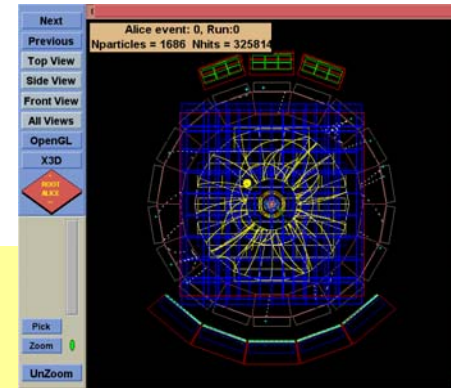 Next
Previous
Top View
Side View
Front View
All Views
OpenGL
X3D
ROOT
Pick
Zoom
UnZoom
Alice event: 0, Run:0
Nparticles = 1686 Nhits = 325814